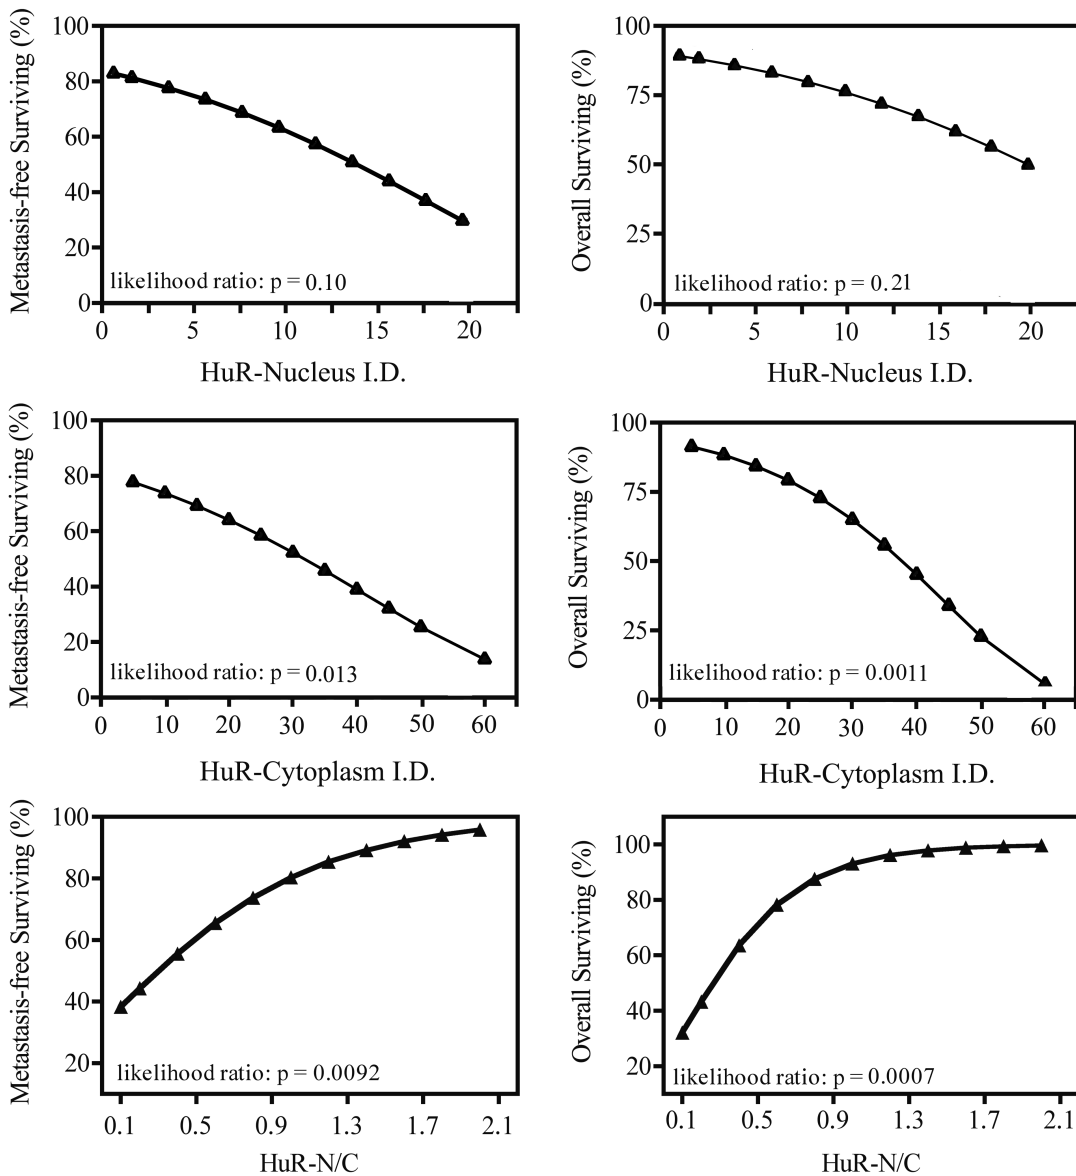 Metastasis-free Surviving (%)
100
80
60
40
20
0
likelihood ratio: p = 0.10
0 5 10 15 20
HuR-Nucleus I.D.
Overall Surviving (%)
100
75
50
25
0
likelihood ratio: p = 0.21
0 5 10 15 20
HuR-Nucleus I.D.
Metastasis-free Surviving (%)
100
80
60
40
20
0
likelihood ratio: p = 0.013
0 10 20 30 40 50 60
HuR-Cytoplasm I.D.
Overall Surviving (%)
100
75
50
25
0
likelihood ratio: p = 0.0011
0 10 20 30 40 50 60
HuR-Cytoplasm I.D.
Metastasis-free Surviving (%)
100
80
60
40
20
likelihood ratio: p = 0.0092
0.1 0.5 0.9 1.3 1.7 2.1
HuR-N/C
Overall Surviving (%)
100
80
60
40
20
likelihood ratio: p = 0.0007
0.1 0.5 0.9 1.3 1.7 2.1
HuR-N/C